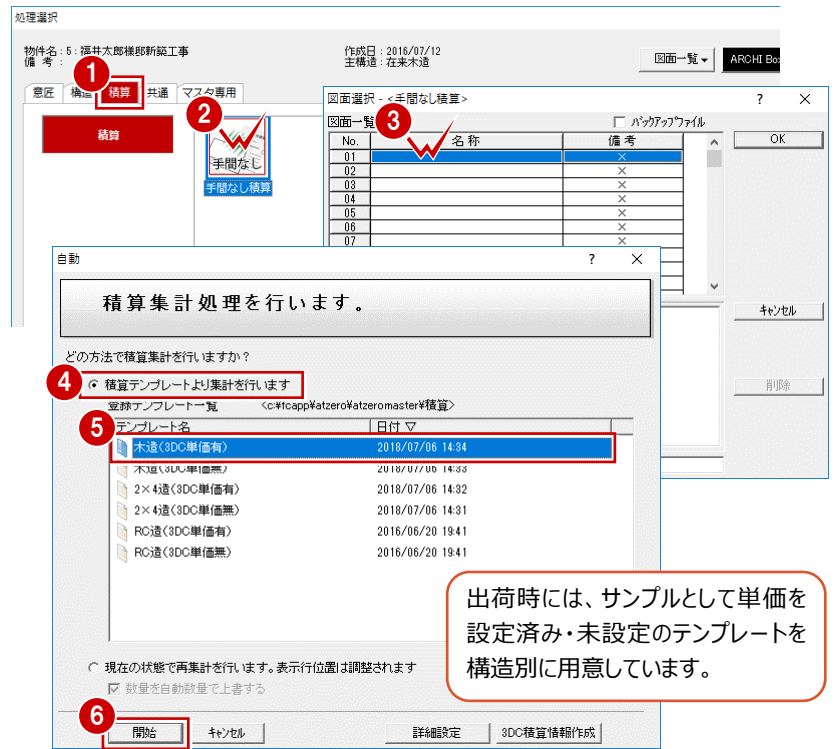 処理選択
物件名:5:福井太郎様邸新築工事
備 考:
作成日:2016/07/12
主構造:在来木造
図面一覧
ARCHI Bo
1
意匠 構造 積算 共通 マスタ専用
積算
2
手間なし
手間なし積算
図面選択 - <手間なし積算>
? ×
図面一覧
3
バックアップファイル
No. 名 称 備 考
01 ×
02 ×
03 ×
04 ×
05 ×
06 ×
07 ×
OK
キャンセル
削除
自動
? ×
積算集計処理を行います。
どの方法で積算集計を行いますか?
4
積算テンプレートより集計を行います
登録テンプレート一覧 <c:¥fcapp¥atzero¥atzeromaster¥積算>
5
テンプレート名 日付 ▽
木造(3DC単価有) 2018/07/06 14:34
木造(3DC単価無) 2018/07/06 14:33
2×4造(3DC単価有) 2018/07/06 14:32
2×4造(3DC単価無) 2018/07/06 14:31
RC造(3DC単価有) 2016/06/20 19:41
RC造(3DC単価無) 2016/06/20 19:41
出荷時には、サンプルとして単価を
設定済み・未設定のテンプレートを
構造別に用意しています。
現在の状態で再集計を行います。表示行位置は調整されます
数量を自動数量で上書する
6
開始 キャンセル 詳細設定 3DC積算情報作成